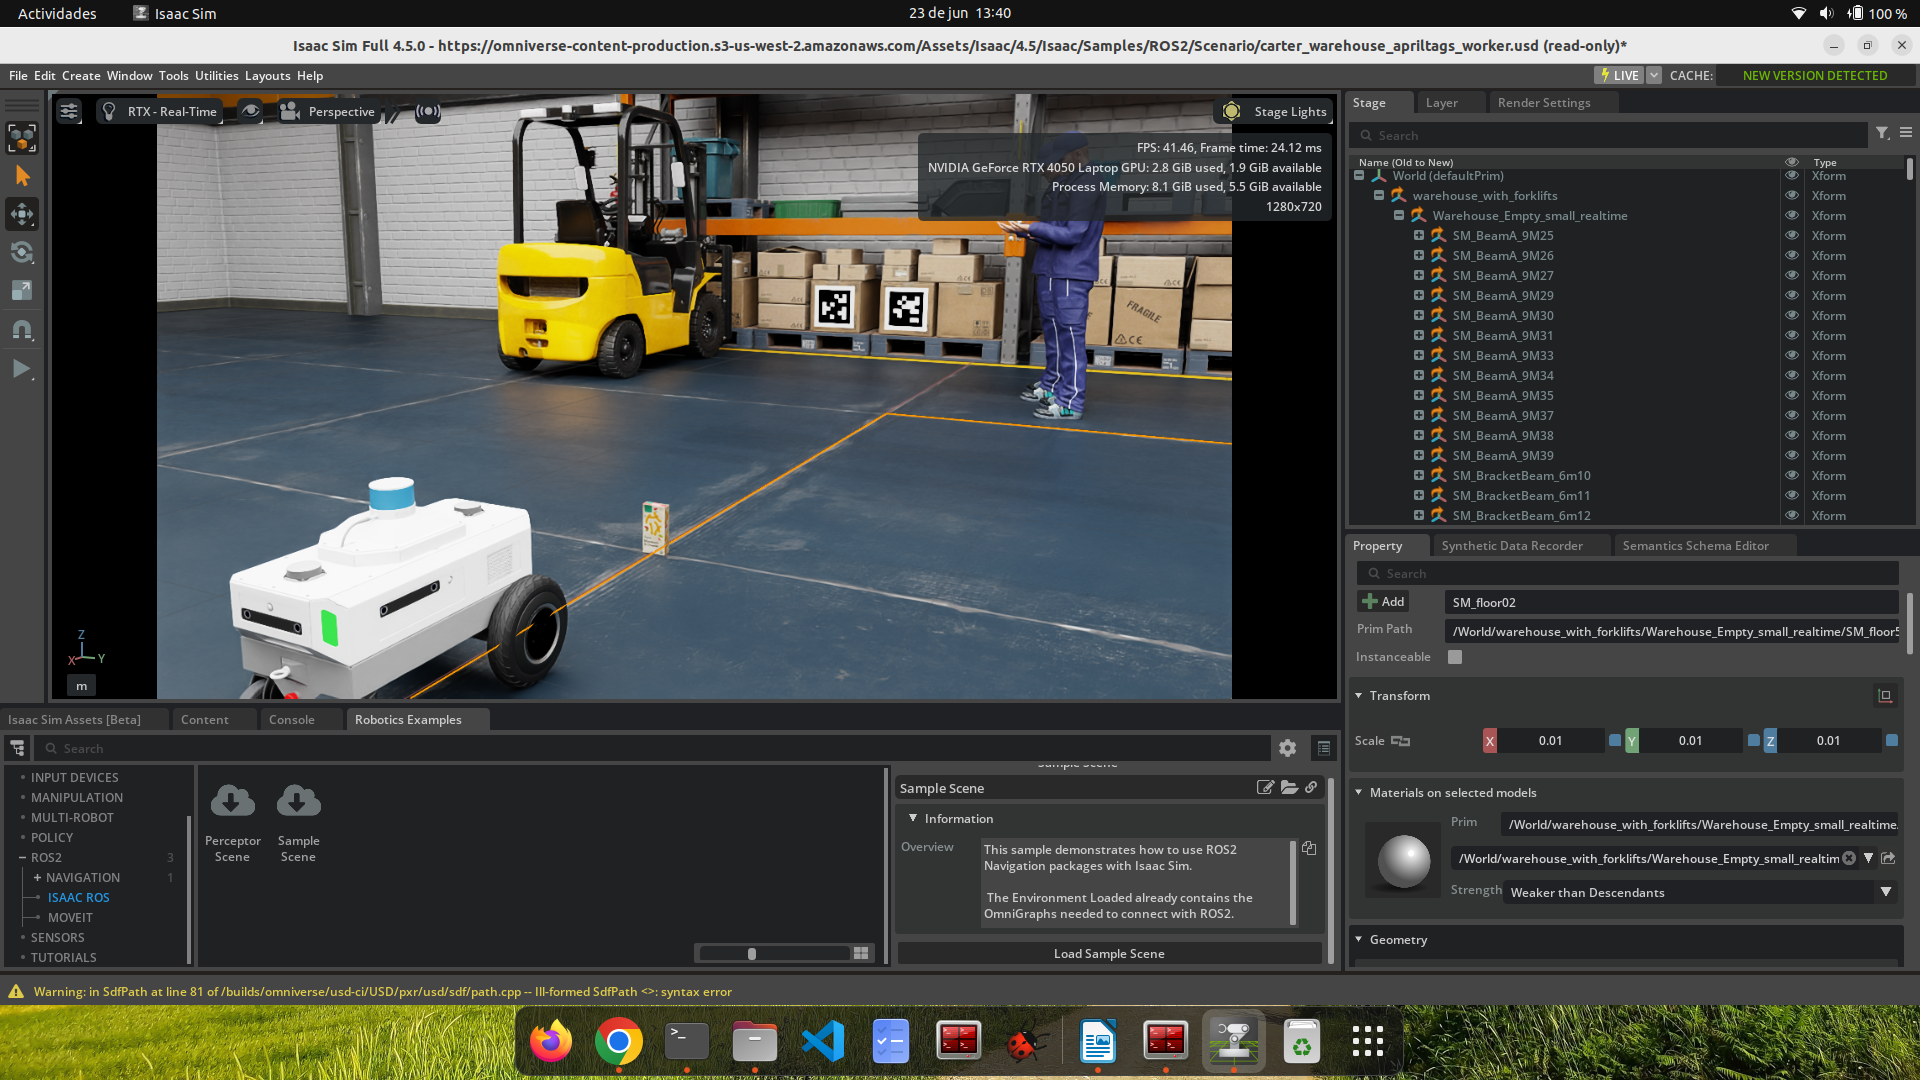 Actividades
Isaac Sim
23 de jun 13:40
100 %
Isaac Sim Full 4.5.0 - https://omniverse-content-production.s3-us-west-2.amazonaws.com/Assets/Isaac/4.5/Isaac/Samples/ROS2/Scenario/carter_warehouse_apriltags_worker.usd (read-only)*
File Edit Create Window Tools Utilities Layouts Help
LIVE
CACHE:
NEW VERSION DETECTED
RTX - Real-Time
Perspective
Stage Lights
FPS: 41.46, Frame time: 24.12 ms
NVIDIA GeForce RTX 4050 Laptop GPU: 2.8 GiB used, 1.9 GiB available
Process Memory: 8.1 GiB used, 5.5 GiB available
1280x720
FRAGILE
Z
X
Y
m
Stage
Layer
Render Settings
Search
Name (Old to New)
Type
World (defaultPrim) Xform
warehouse_with_forklifts Xform
Warehouse_Empty_small_realtime Xform
SM_BeamA_9M25 Xform
SM_BeamA_9M26 Xform
SM_BeamA_9M27 Xform
SM_BeamA_9M29 Xform
SM_BeamA_9M30 Xform
SM_BeamA_9M31 Xform
SM_BeamA_9M33 Xform
SM_BeamA_9M34 Xform
SM_BeamA_9M35 Xform
SM_BeamA_9M37 Xform
SM_BeamA_9M38 Xform
SM_BeamA_9M39 Xform
SM_BracketBeam_6m10 Xform
SM_BracketBeam_6m11 Xform
SM_BracketBeam_6m12 Xform
Property
Synthetic Data Recorder
Semantics Schema Editor
Search
Add
SM_floor02
Prim Path
/World/warehouse_with_forklifts/Warehouse_Empty_small_realtime/SM_floor5
Instanceable
Transform
Scale
X 0.01
Y 0.01
Z 0.01
Materials on selected models
Prim
/World/warehouse_with_forklifts/Warehouse_Empty_small_realtime
/World/warehouse_with_forklifts/Warehouse_Empty_small_realtim
Strength
Weaker than Descendants
Geometry
Isaac Sim Assets [Beta]
Content
Console
Robotics Examples
Search
INPUT DEVICES
MANIPULATION
MULTI-ROBOT
POLICY
ROS2 3
NAVIGATION 1
ISAAC ROS
MOVEIT
SENSORS
TUTORIALS
Perceptor
Scene
Sample
Scene
Sample Scene
Sample Scene
Information
Overview
This sample demonstrates how to use ROS2
Navigation packages with Isaac Sim.
The Environment Loaded already contains the
OmniGraphs needed to connect with ROS2.
Load Sample Scene
Warning: in SdfPath at line 81 of /builds/omniverse/usd-ci/USD/pxr/usd/sdf/path.cpp -- Ill-formed SdfPath <>: syntax error